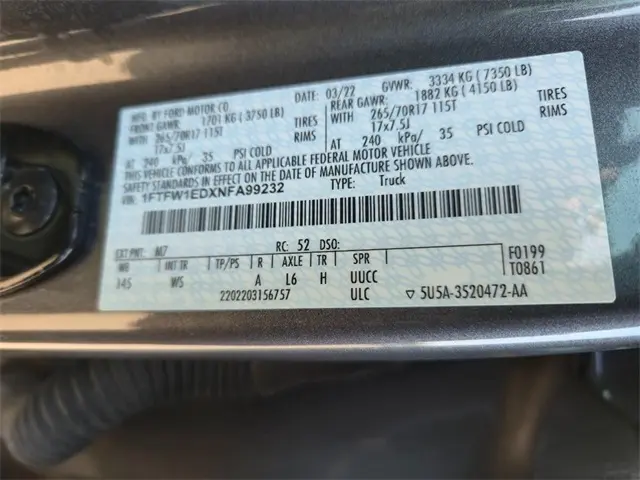 MFD. BY FORD MOTOR CO.
DATE: 03/22 GVWR: 3334 KG ( 7350 LB)
FRONT GAWR: 1701 KG ( 3750 LB)
REAR GAWR: 1882 KG ( 4150 LB)
WITH 265/70R17 115T TIRES
WITH 265/70R17 115T TIRES
17x7.5J RIMS
17x7.5J RIMS
AT 240 kPa/ 35 PSI COLD
AT 240 kPa/ 35 PSI COLD
THIS VEHICLE CONFORMS TO ALL APPLICABLE FEDERAL MOTOR VEHICLE
SAFETY AND THEFT PREVENTION STANDARDS IN EFFECT ON THE DATE OF MANUFACTURE SHOWN ABOVE.
VIN: 1FTFW1EDXNFA99232
TYPE: Truck
EXT PNT: M7 RC: 52 DSO:
WB INT TR TP/PS R AXLE TR SPR
145 WS L6 H UUCC
ULC
2202203156757
F0199
T0861
▽ 5U5A-3520472-AA